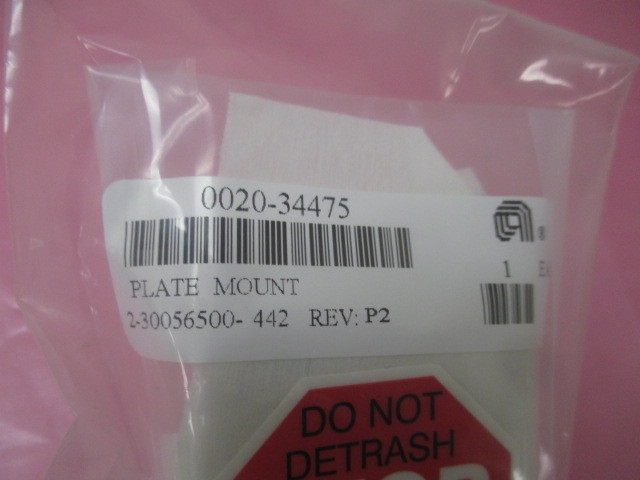 0020-34475
1
PLATE MOUNT
2-30056500- 442 REV: P2
DO NOT
DETRASH